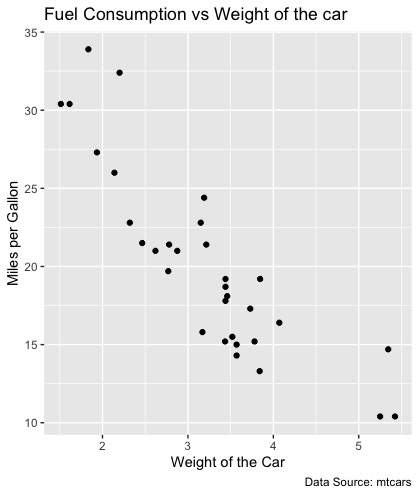 Fuel Consumption vs Weight of the car
35
30
25
20
15
10
Miles per Gallon
2 3 4 5
Weight of the Car
Data Source: mtcars